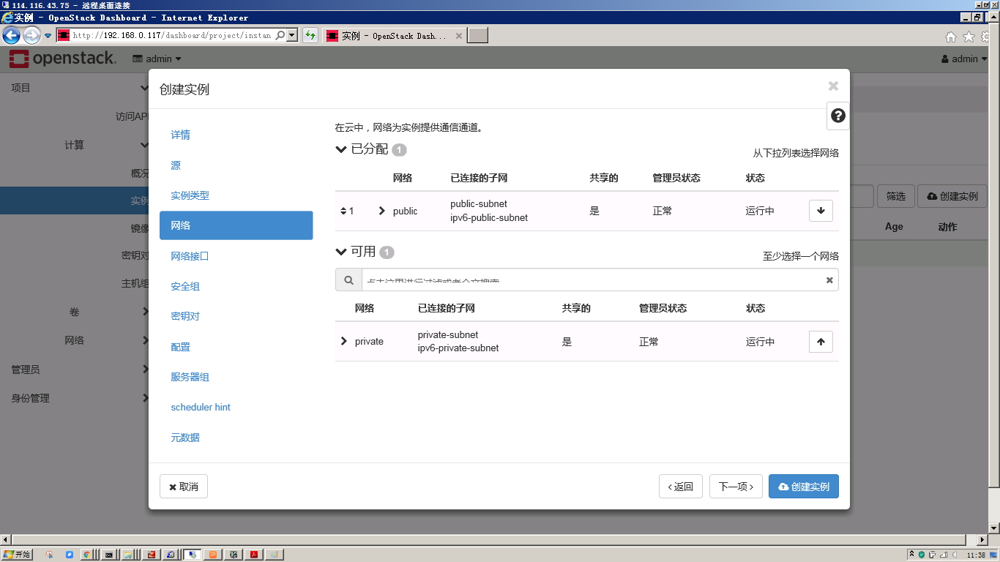 114.116.43.75 - 远程桌面连接
实例 - OpenStack Dashboard - Internet Explorer
http://192.168.0.117/dashboard/project/instan
实例 - OpenStack Dash...
openstack.
admin
admin
项目
访问AP
计算
概况
实例
镜像
密钥对
主机组
卷
网络
管理员
身份管理
筛选
创建实例
Age
动作
创建实例
详情
源
实例类型
网络
网络接口
安全组
密钥对
配置
服务器组
scheduler hint
元数据
在云中，网络为实例提供通信通道。
已分配 1
从下拉列表选择网络
网络 已连接的子网 共享的 管理员状态 状态
1 public public-subnet 是 正常 运行中
ipv6-public-subnet
可用 1
至少选择一个网络
点击这里进行过滤或者全文搜索
网络 已连接的子网 共享的 管理员状态 状态
private private-subnet 是 正常 运行中
ipv6-private-subnet
取消
返回
下一项
创建实例
开始
11:38